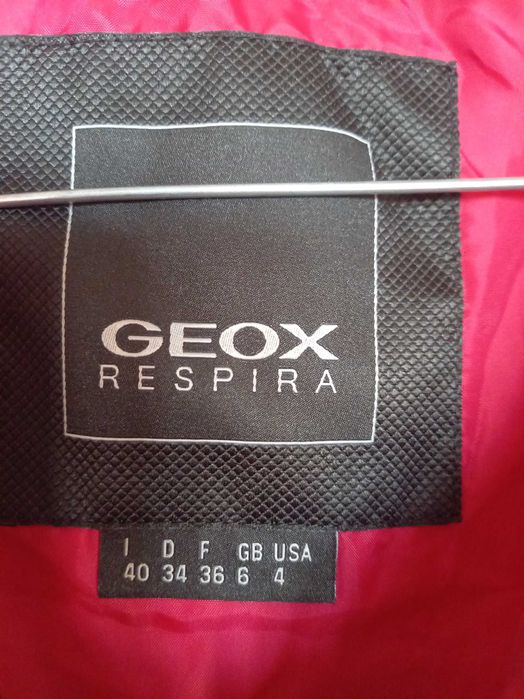 GEOX
RESPIRA
I D F GB USA
40 34 36 6 4